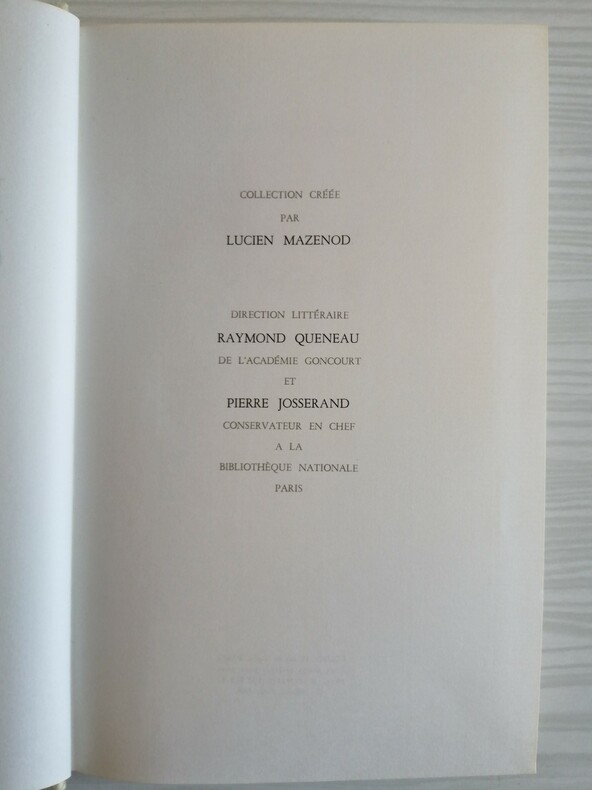 COLLECTION CRÉÉE
PAR
LUCIEN MAZENOD
DIRECTION LITTÉRAIRE
RAYMOND QUENEAU
DE L'ACADÉMIE GONCOURT
ET
PIERRE JOSSERAND
CONSERVATEUR EN CHEF
A LA
BIBLIOTHÈQUE NATIONALE
PARIS